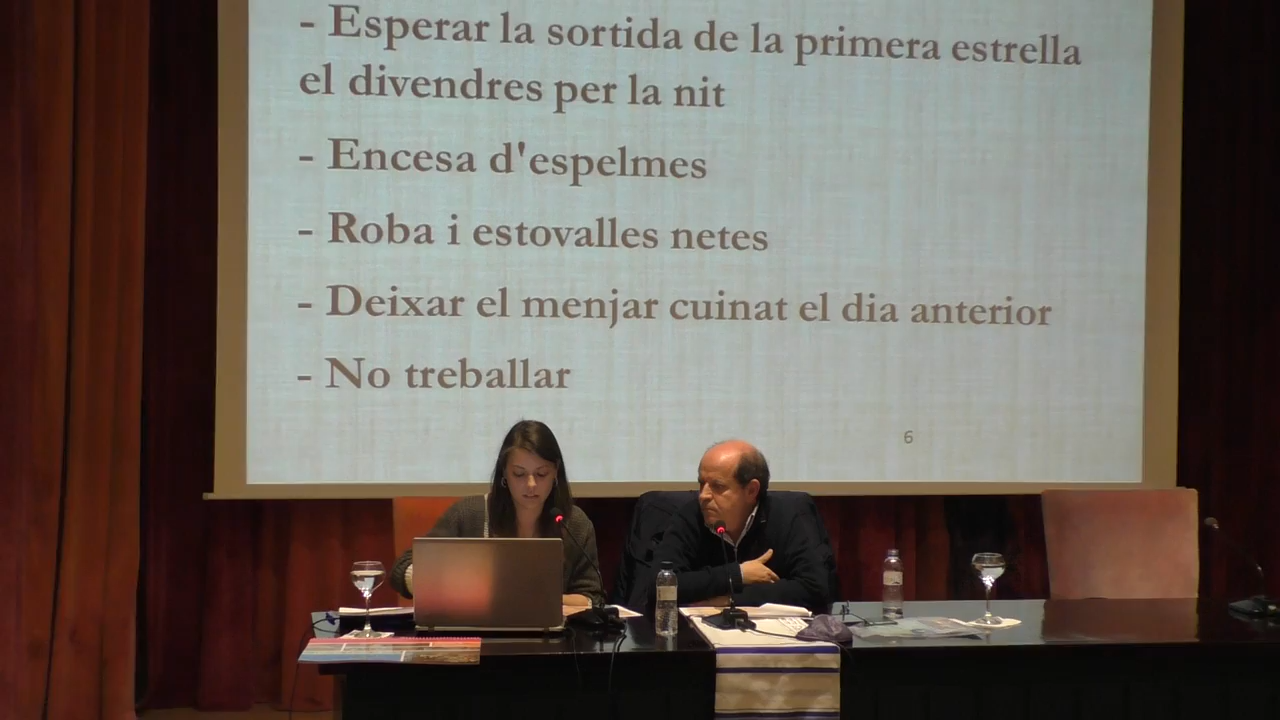 - Esperar la sortida de la primera estrella
el divendres per la nit
- Encesa d'espelmes
- Roba i estovalles netes
- Deixar el menjar cuinat el dia anterior
- No treballar
6